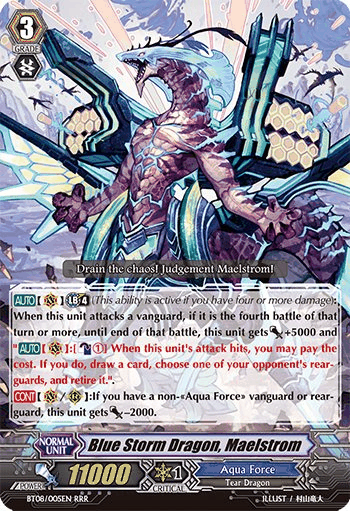 3
GRADE
Drain the chaos! Judgement Maelstrom!
AUTO [ ] LB 4 (This ability is active if you have four or more damage):
When this unit attacks a vanguard, if it is the fourth battle of that
turn or more, until end of that battle, this unit gets +5000 and
"AUTO [ ]:[ ①] When this unit's attack hits, you may pay the
cost. If you do, draw a card, choose one of your opponent's rear-
guards, and retire it.".
CONT [ ]:If you have a non-«Aqua Force» vanguard or rear-
guard, this unit gets -2000.
NORMAL UNIT Blue Storm Dragon, Maelstrom
POWER 11000 1 CRITICAL Aqua Force
Tear Dragon
BT08/005EN RRR ILLUST / 村山竜大